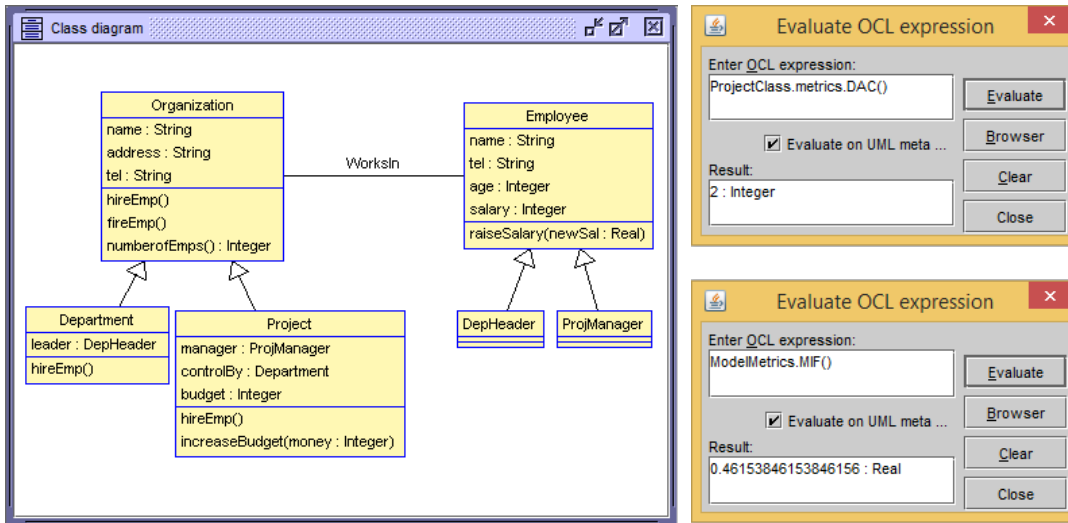 Class diagram
Organization
name : String
address : String
tel : String
hireEmp()
fireEmp()
numberofEmps() : Integer
WorksIn
Employee
name : String
tel : String
age : Integer
salary : Integer
raiseSalary(newSal : Real)
Department
leader : DepHeader
hireEmp()
Project
manager : ProjManager
controlBy : Department
budget : Integer
hireEmp()
increaseBudget(money : Integer)
DepHeader
ProjManager
Evaluate OCL expression
Enter OCL expression:
ProjectClass.metrics.DAC()
Evaluate
Evaluate on UML meta ...
Browser
Result:
Clear
2 : Integer
Close
Evaluate OCL expression
Enter OCL expression:
ModelMetrics.MIF()
Evaluate
Evaluate on UML meta ...
Browser
Result:
Clear
0.46153846153846156 : Real
Close